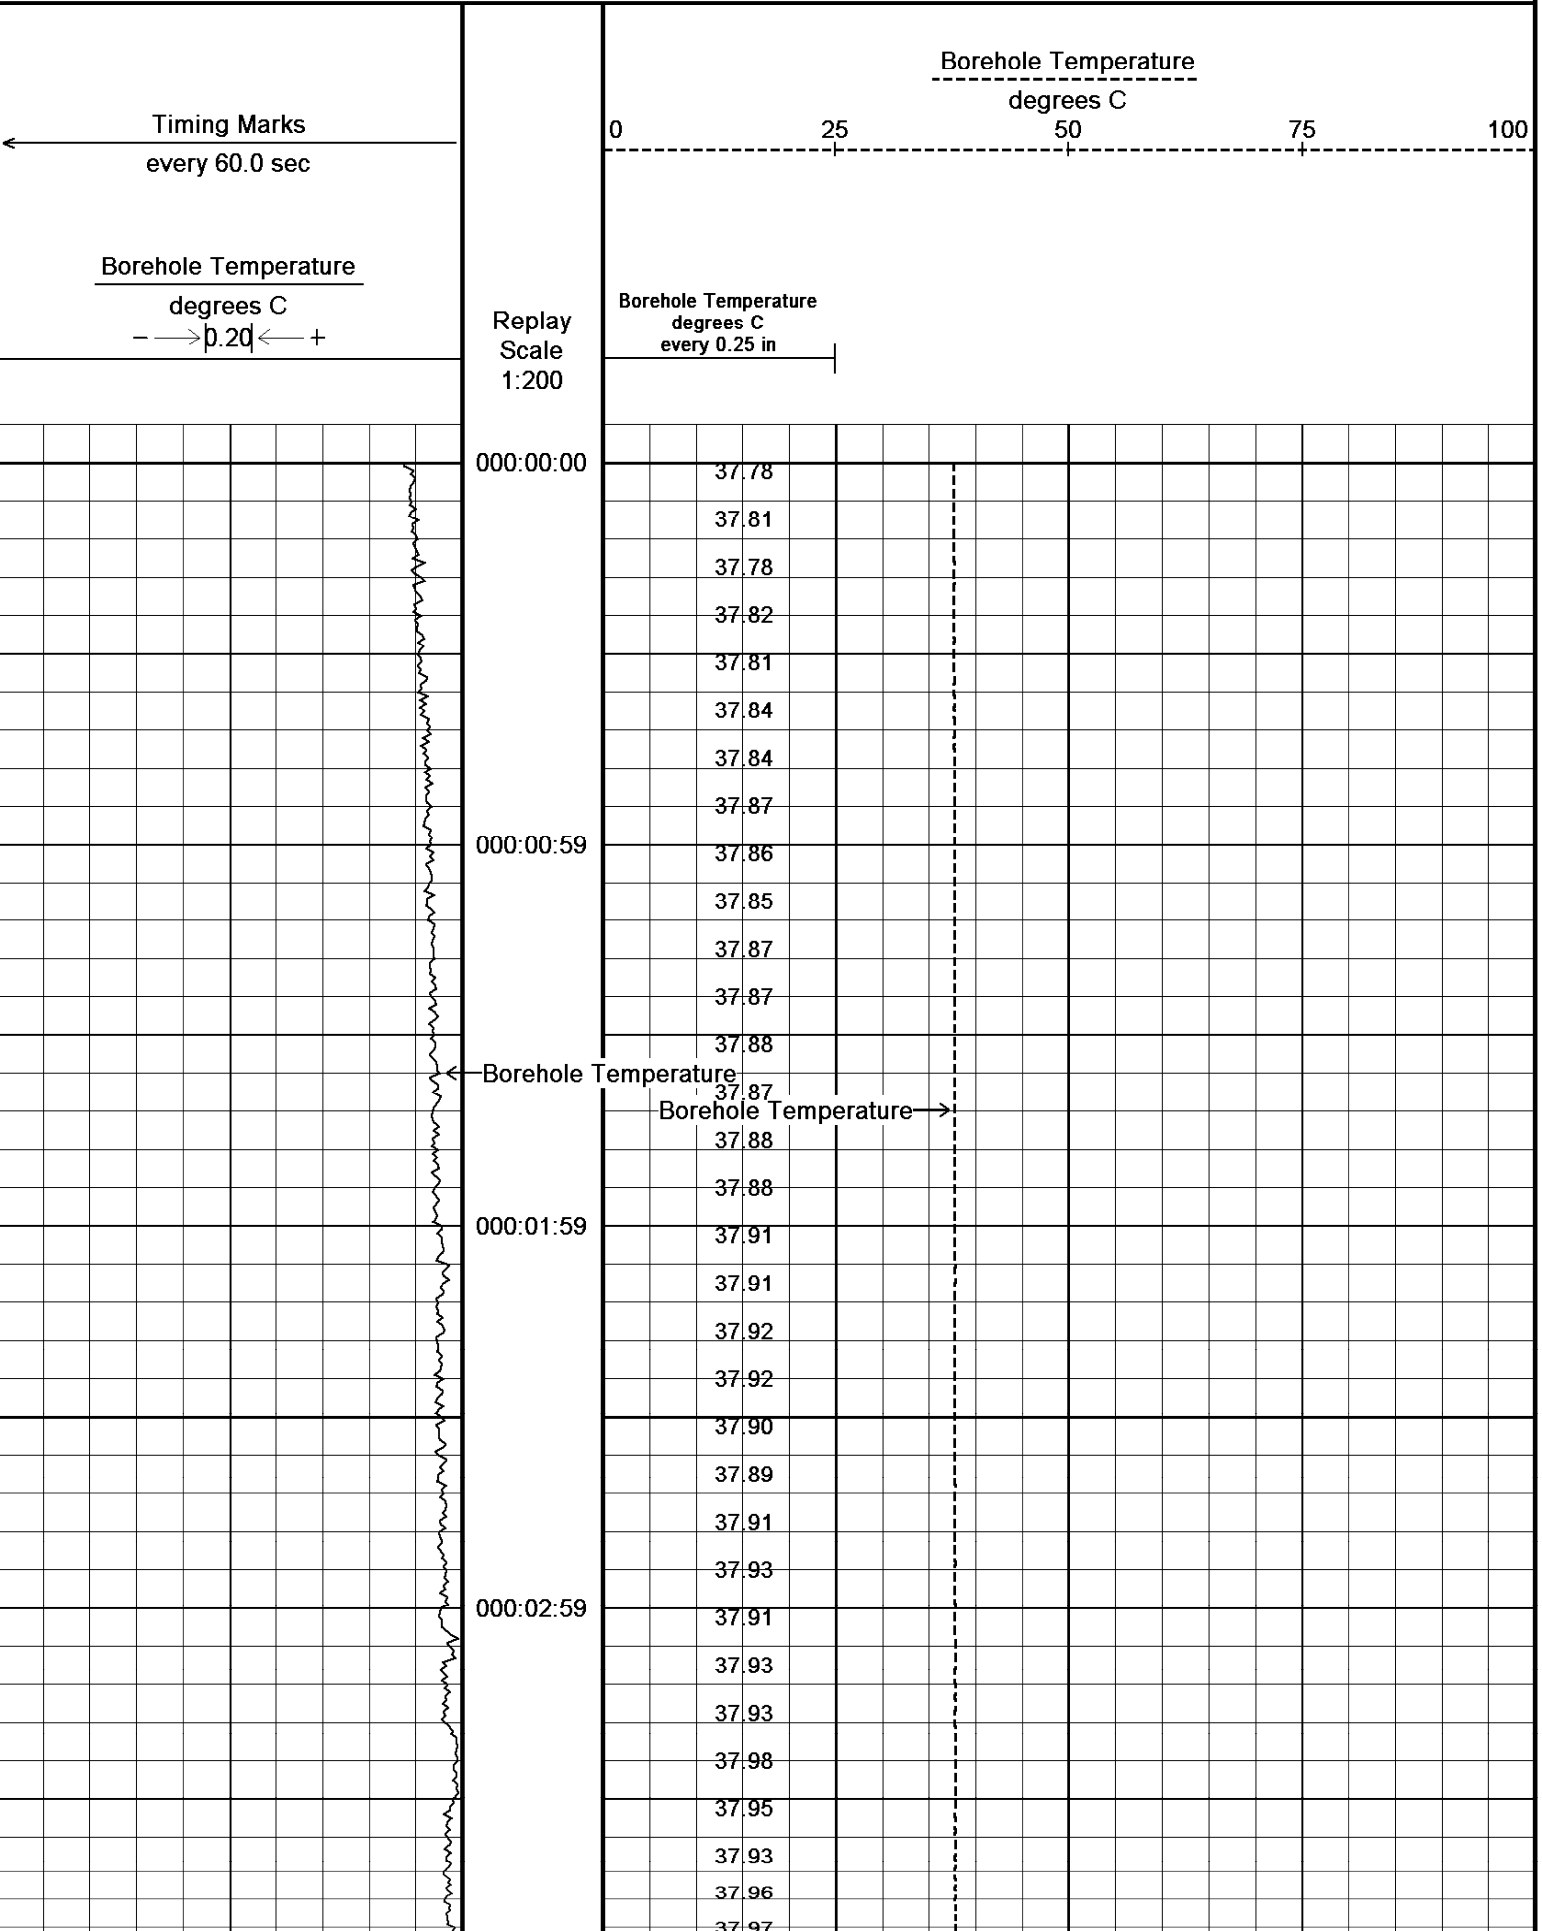 Borehole Temperature
degrees C
0 25 50 75 100
Timing Marks
every 60.0 sec
Borehole Temperature
degrees C
− 0.20 +
Replay
Scale
1:200
Borehole Temperature
degrees C
every 0.25 in
000:00:00
37.78
37.81
37.78
37.82
37.81
37.84
37.84
37.87
000:00:59
37.86
37.85
37.87
37.87
37.88
Borehole Temperature
37.87
Borehole Temperature
37.88
37.88
000:01:59
37.91
37.91
37.92
37.92
37.90
37.89
37.91
37.93
000:02:59
37.91
37.93
37.93
37.98
37.95
37.93
37.96
37.97